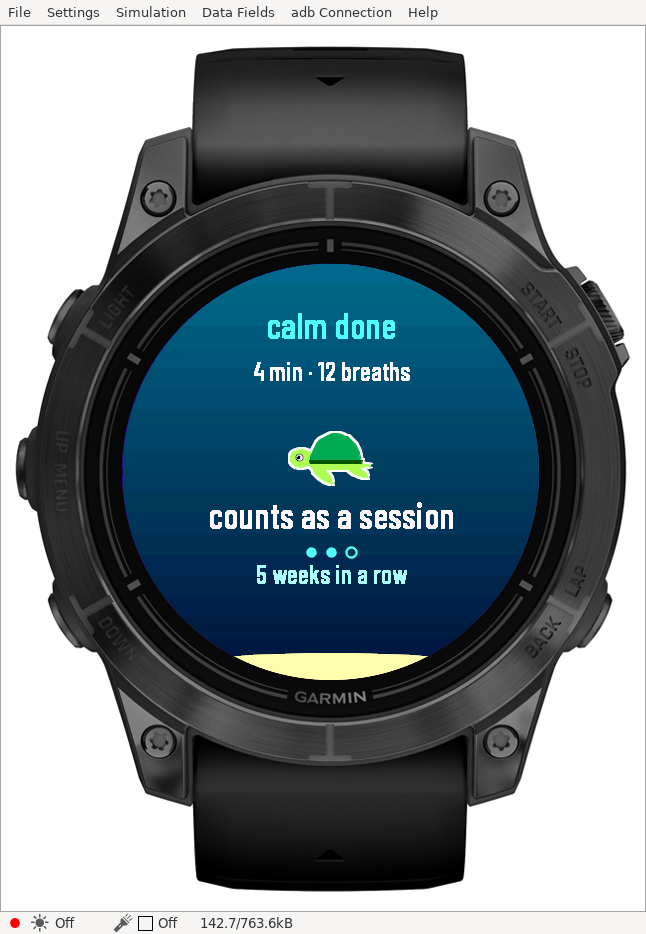 File Settings Simulation Data Fields adb Connection Help
LIGHT
START
STOP
UP MENU
calm done
4 min · 12 breaths
counts as a session
5 weeks in a row
DOWN
LAP
BACK
GARMIN
Off Off 142.7/763.6kB